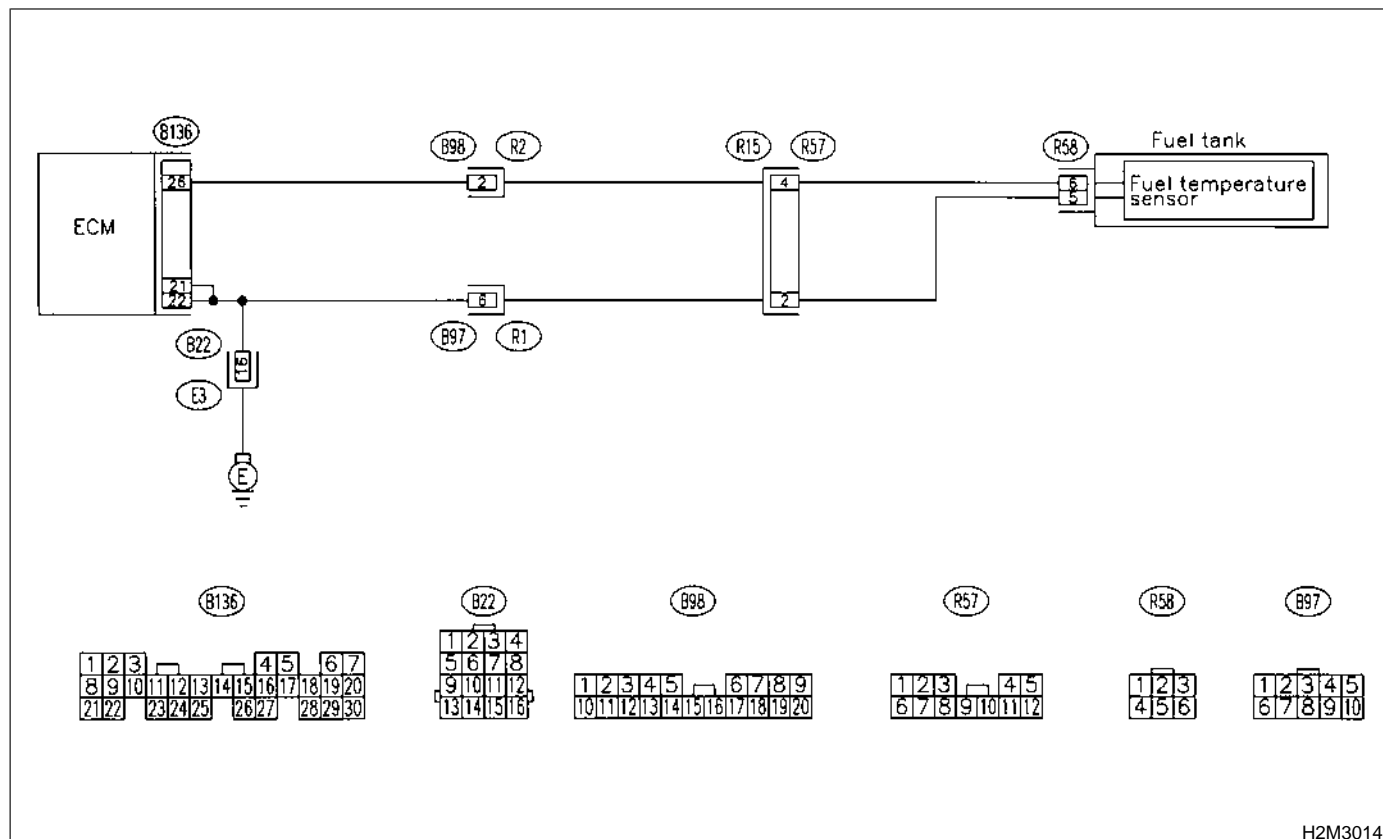 B136
B98 R2
R15 R57
R58
Fuel tank
26
2
4
6
5
Fuel temperature
sensor
ECM
21
22
6
2
B22
B97 R1
E3
E
B136
B22
B98
R57
R58
B97
1 2 3 4 5 6 7
8 9 10 11 12 13 14 15 16 17 18 19 20
21 22 23 24 25 26 27 28 29 30
1 2 3 4
5 6 7 8
9 10 11 12
13 14 15 16
1 2 3 4 5 6 7 8 9
10 11 12 13 14 15 16 17 18 19 20
1 2 3 4 5
6 7 8 9 10 11 12
1 2 3
4 5 6
1 2 3 4 5
6 7 8 9 10
H2M3014